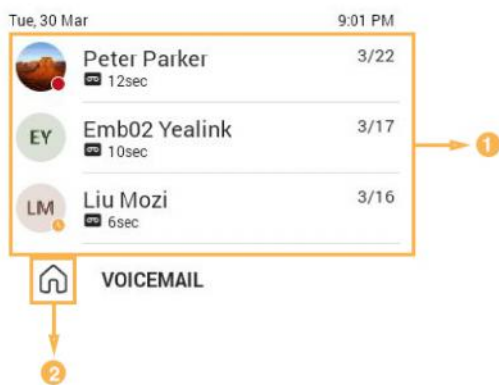 Tue, 30 Mar 9:01 PM
Peter Parker 3/22
12sec
EY Emb02 Yealink 3/17
10sec
1
LM Liu Mozi 3/16
6sec
VOICEMAIL
2